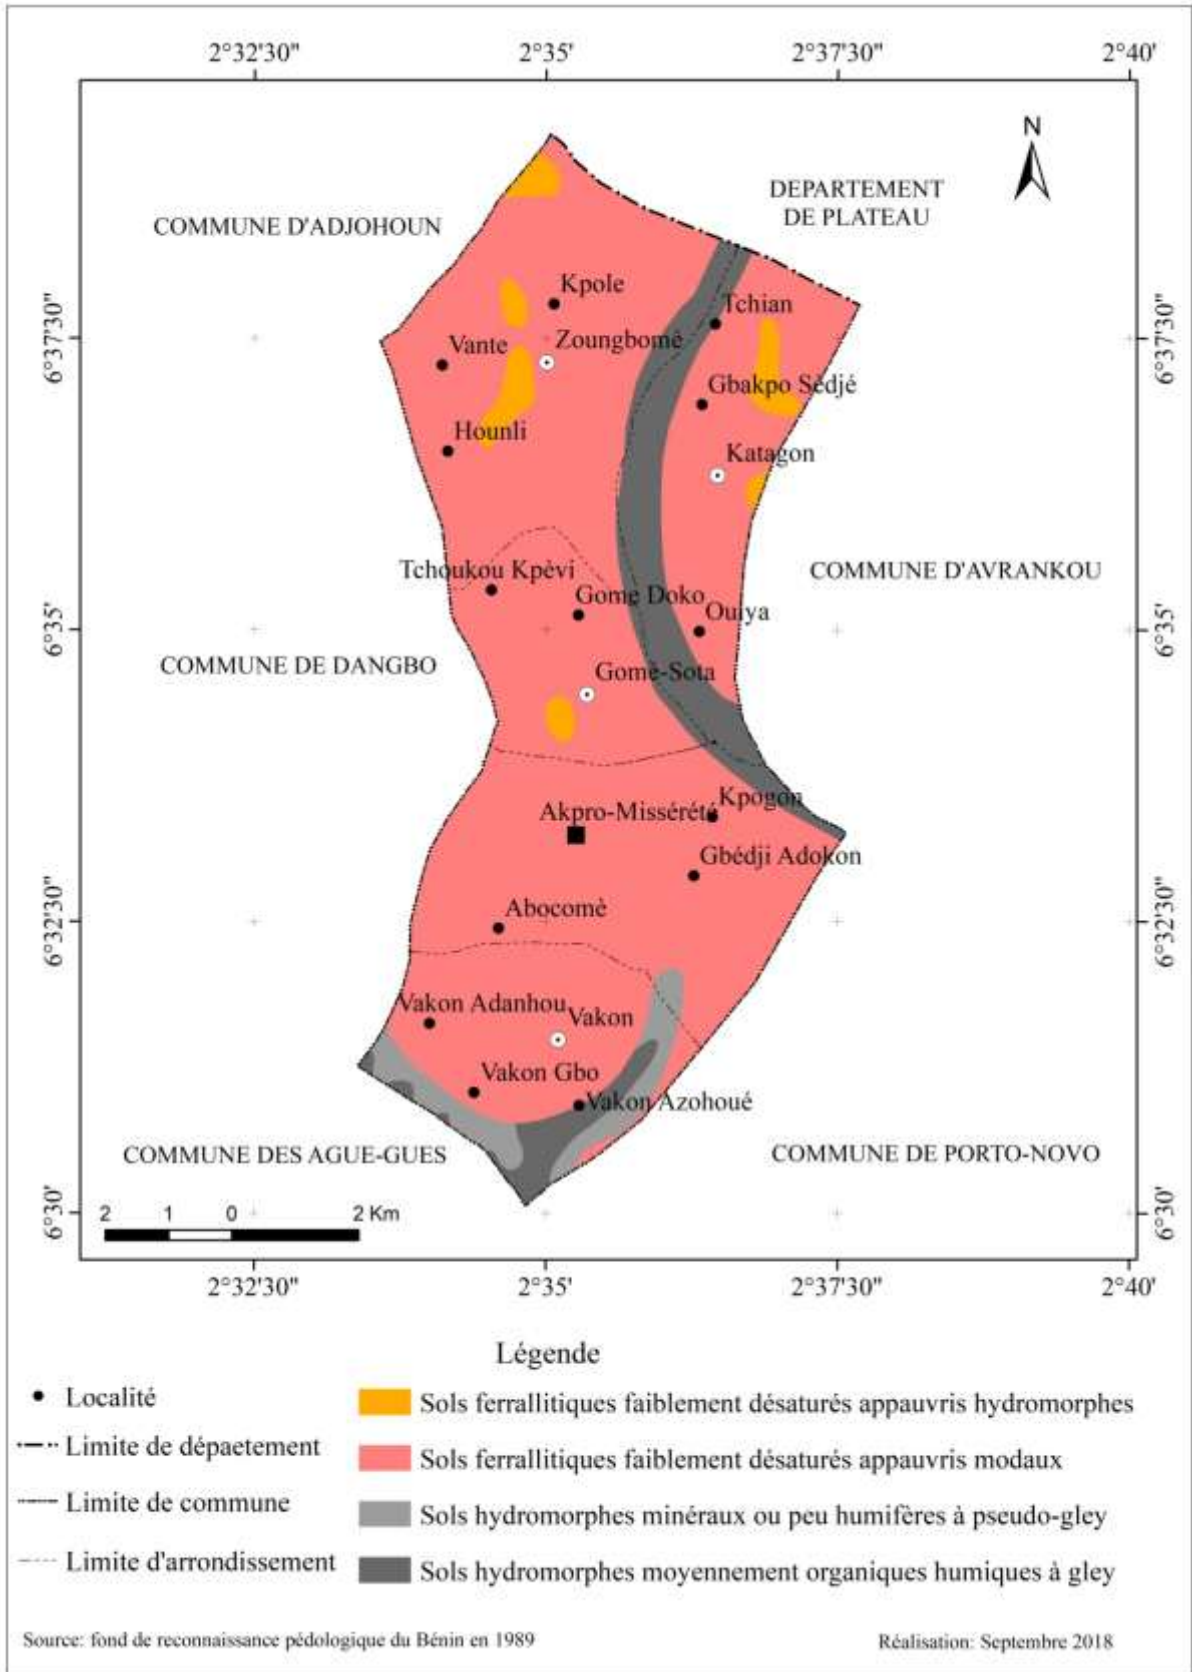 2°32'30" 2°35' 2°37'30" 2°40'
N
DEPARTEMENT
DE PLATEAU
COMMUNE D'ADJOHOUN
Kpole
Tchian
6°37'30" 6°37'30"
Vante
Zoungbomè
Gbakpo Sèdjé
Hounli
Katagon
Tchoukou Kpèvi
COMMUNE D'AVRANKOU
Gome Doko
Ouiya
6°35' 6°35'
COMMUNE DE DANGBO
Gomè-Sota
Kpogon
Akpro-Missérété
Gbédji Adokon
Abocomè
6°32'30" 6°32'30"
Vakon Adanhou
Vakon
Vakon Gbo
Vakon Azohoué
COMMUNE DES AGUE-GUES
COMMUNE DE PORTO-NOVO
6°30' 6°30'
2 1 0 2 Km
2°32'30" 2°35' 2°37'30" 2°40'
Légende
Localité
Limite de dépaetement
Limite de commune
Limite d'arrondissement
Sols ferrallitiques faiblement désaturés appauvris hydromorphes
Sols ferrallitiques faiblement désaturés appauvris modaux
Sols hydromorphes minéraux ou peu humifères à pseudo-gley
Sols hydromorphes moyennement organiques humiques à gley
Source: fond de reconnaissance pédologique du Bénin en 1989
Réalisation: Septembre 2018